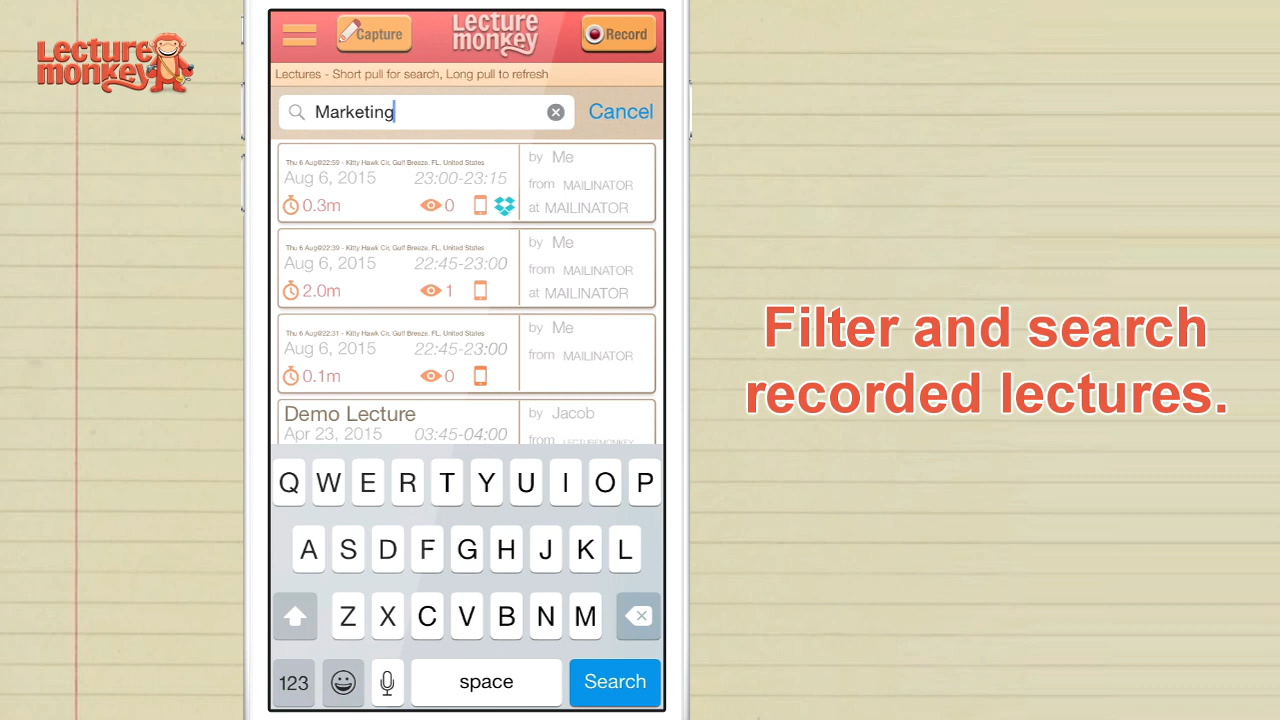 Lecture
monkey
Capture
Lecture
monkey
Record
Lectures - Short pull for search, Long pull to refresh
Marketing
Cancel
Thu 6 Aug@22:59 - Kitty Hawk Cir, Gulf Breeze, FL, United States
by Me
Aug 6, 2015 23:00-23:15
from MAILINATOR
0.3m 0
at MAILINATOR
Thu 6 Aug@22:39 - Kitty Hawk Cir, Gulf Breeze, FL, United States
by Me
Aug 6, 2015 22:45-23:00
from MAILINATOR
2.0m 1
at MAILINATOR
Thu 6 Aug@22:31 - Kitty Hawk Cir, Gulf Breeze, FL, United States
by Me
Aug 6, 2015 22:45-23:00
from MAILINATOR
0.1m 0
Demo Lecture by Jacob
Apr 23, 2015 03:45-04:00
from LECTUREMONKEY
Q W E R T Y U I O P
A S D F G H J K L
Z X C V B N M
123 space Search
Filter and search
recorded lectures.